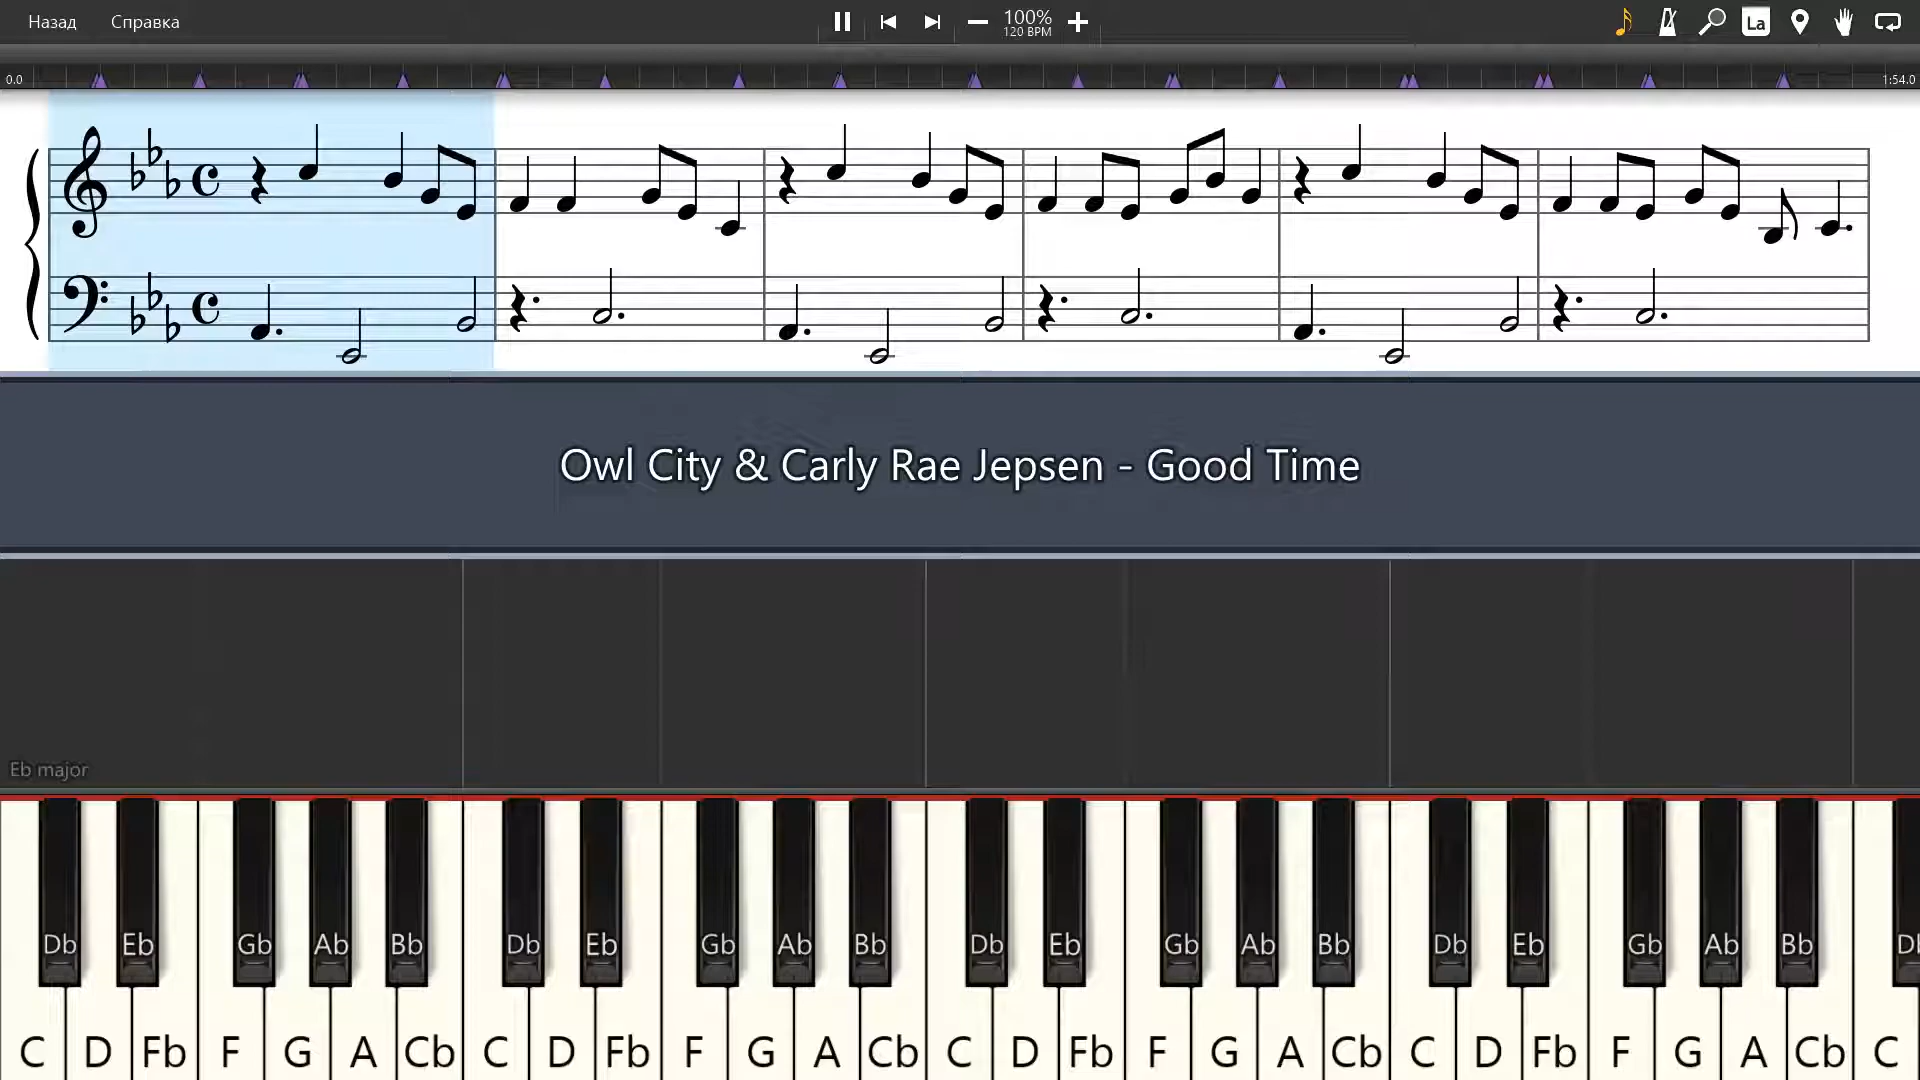 Назад Справка 100% La
120 BPM
0.0 1:54.0
Owl City & Carly Rae Jepsen - Good Time
Eb major
Db Eb Gb Ab Bb Db Eb Gb Ab Bb Db Eb Gb Ab Bb Db Eb Gb Ab Bb Db
C D Fb F G A Cb C D Fb F G A Cb C D Fb F G A Cb C D Fb F G A Cb C